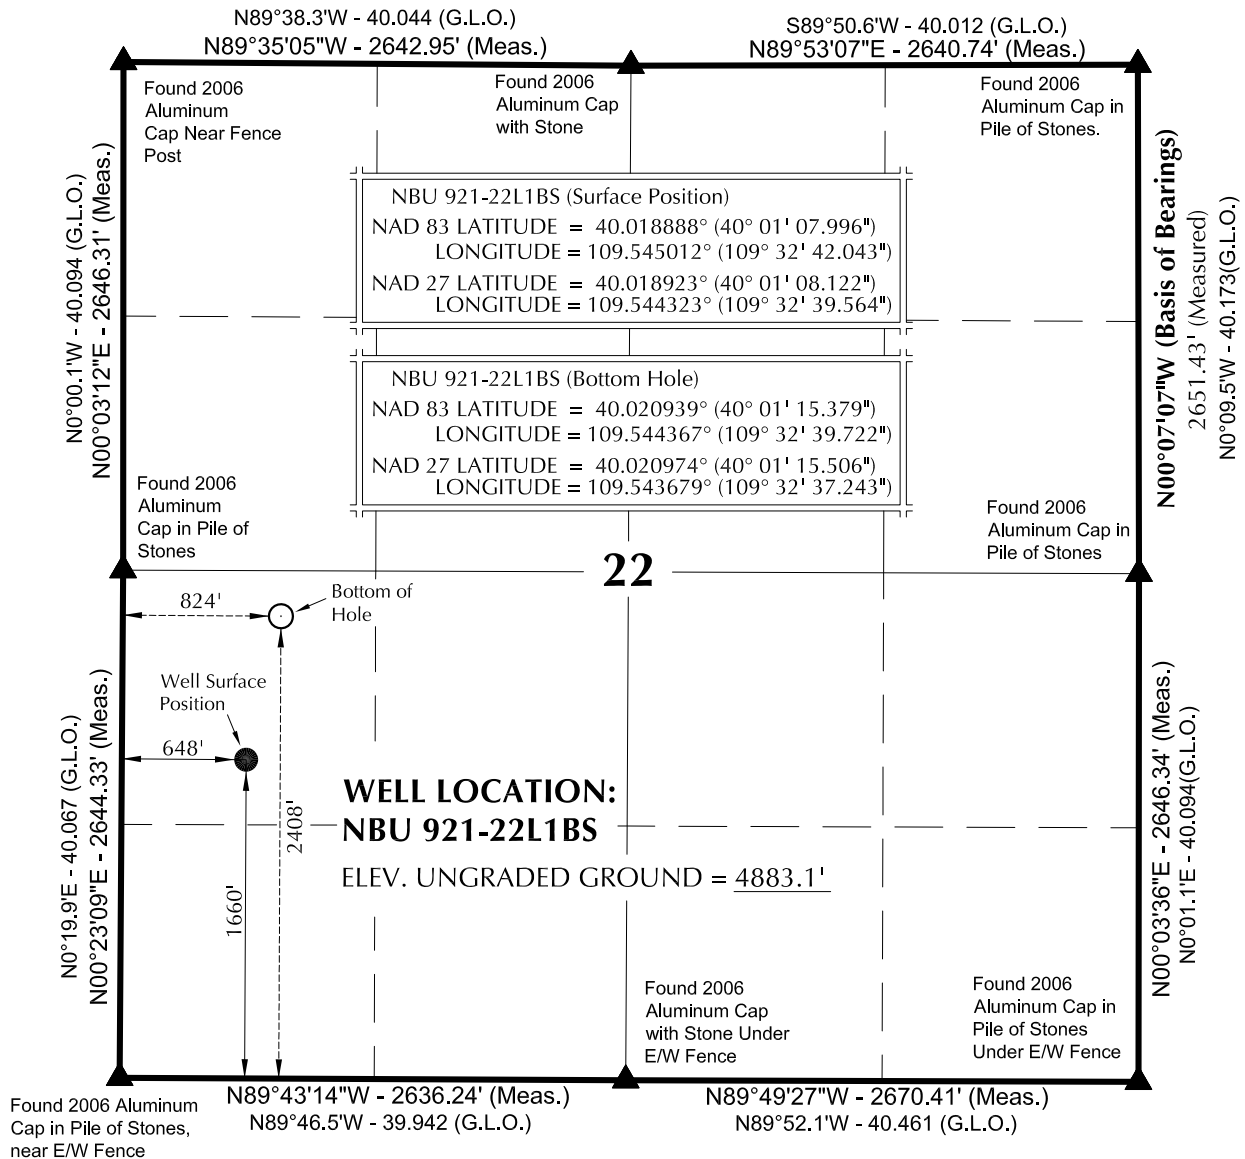 N89°38.3'W - 40.044 (G.L.O.)
N89°35'05"W - 2642.95' (Meas.)
S89°50.6'W - 40.012 (G.L.O.)
N89°53'07"E - 2640.74' (Meas.)
Found 2006
Aluminum
Cap Near Fence
Post
Found 2006
Aluminum Cap
with Stone
Found 2006
Aluminum Cap in
Pile of Stones.
N0°00.1'W - 40.094 (G.L.O.)
N00°03'12"E - 2646.31' (Meas.)
NBU 921-22L1BS (Surface Position)
NAD 83 LATITUDE = 40.018888° (40° 01' 07.996")
LONGITUDE = 109.545012° (109° 32' 42.043")
NAD 27 LATITUDE = 40.018923° (40° 01' 08.122")
LONGITUDE = 109.544323° (109° 32' 39.564")
NBU 921-22L1BS (Bottom Hole)
NAD 83 LATITUDE = 40.020939° (40° 01' 15.379")
LONGITUDE = 109.544367° (109° 32' 39.722")
NAD 27 LATITUDE = 40.020974° (40° 01' 15.506")
LONGITUDE = 109.543679° (109° 32' 37.243")
N00°07'07"W (Basis of Bearings)
2651.43' (Measured)
N0°09.5'W - 40.173(G.L.O.)
Found 2006
Aluminum
Cap in Pile of
Stones
Found 2006
Aluminum Cap in
Pile of Stones
22
824'
Bottom of
Hole
Well Surface
Position
648'
2408'
1660'
WELL LOCATION:
NBU 921-22L1BS
ELEV. UNGRADED GROUND = 4883.1'
N0°19.9'E - 40.067 (G.L.O.)
N00°23'09"E - 2644.33' (Meas.)
N00°03'36"E - 2646.34' (Meas.)
N0°01.1'E - 40.094(G.L.O.)
Found 2006
Aluminum Cap
with Stone Under
E/W Fence
Found 2006
Aluminum Cap in
Pile of Stones
Under E/W Fence
Found 2006 Aluminum
Cap in Pile of Stones,
near E/W Fence
N89°43'14"W - 2636.24' (Meas.)
N89°46.5'W - 39.942 (G.L.O.)
N89°49'27"W - 2670.41' (Meas.)
N89°52.1'W - 40.461 (G.L.O.)